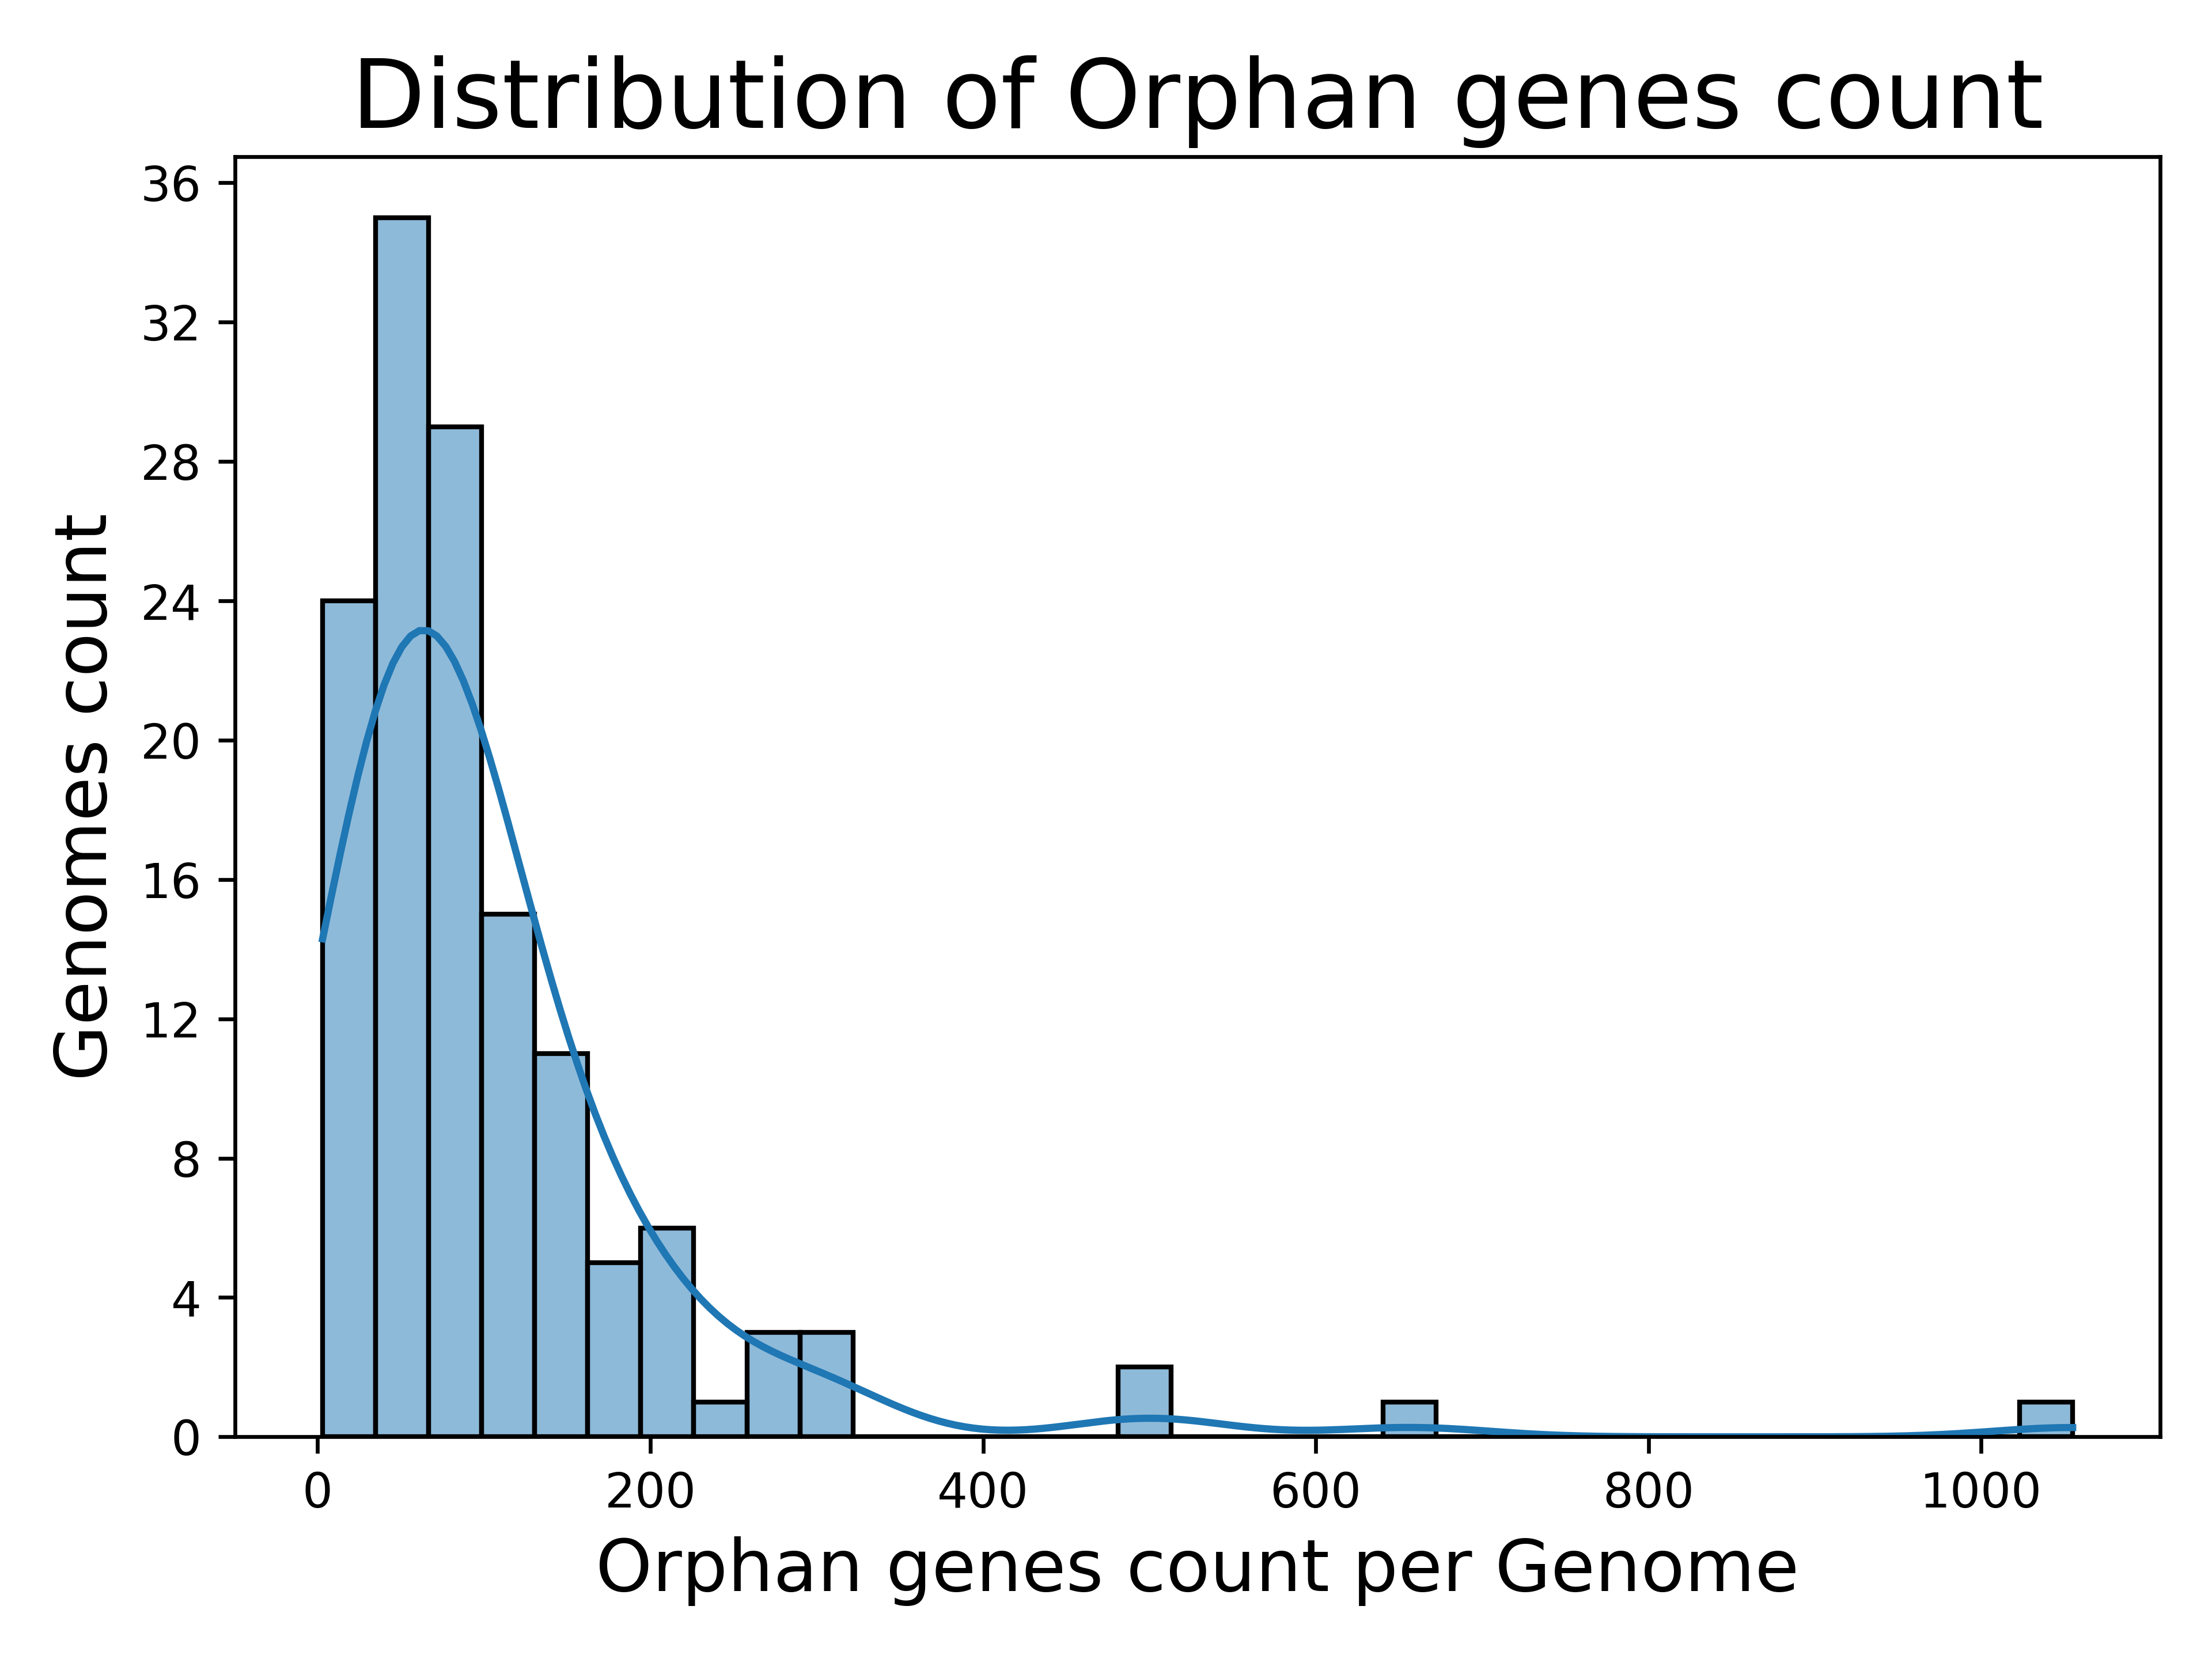 Distribution of Orphan genes count
36
32
28
24
20
16
12
8
4
0
Genomes count
0 200 400 600 800 1000
Orphan genes count per Genome